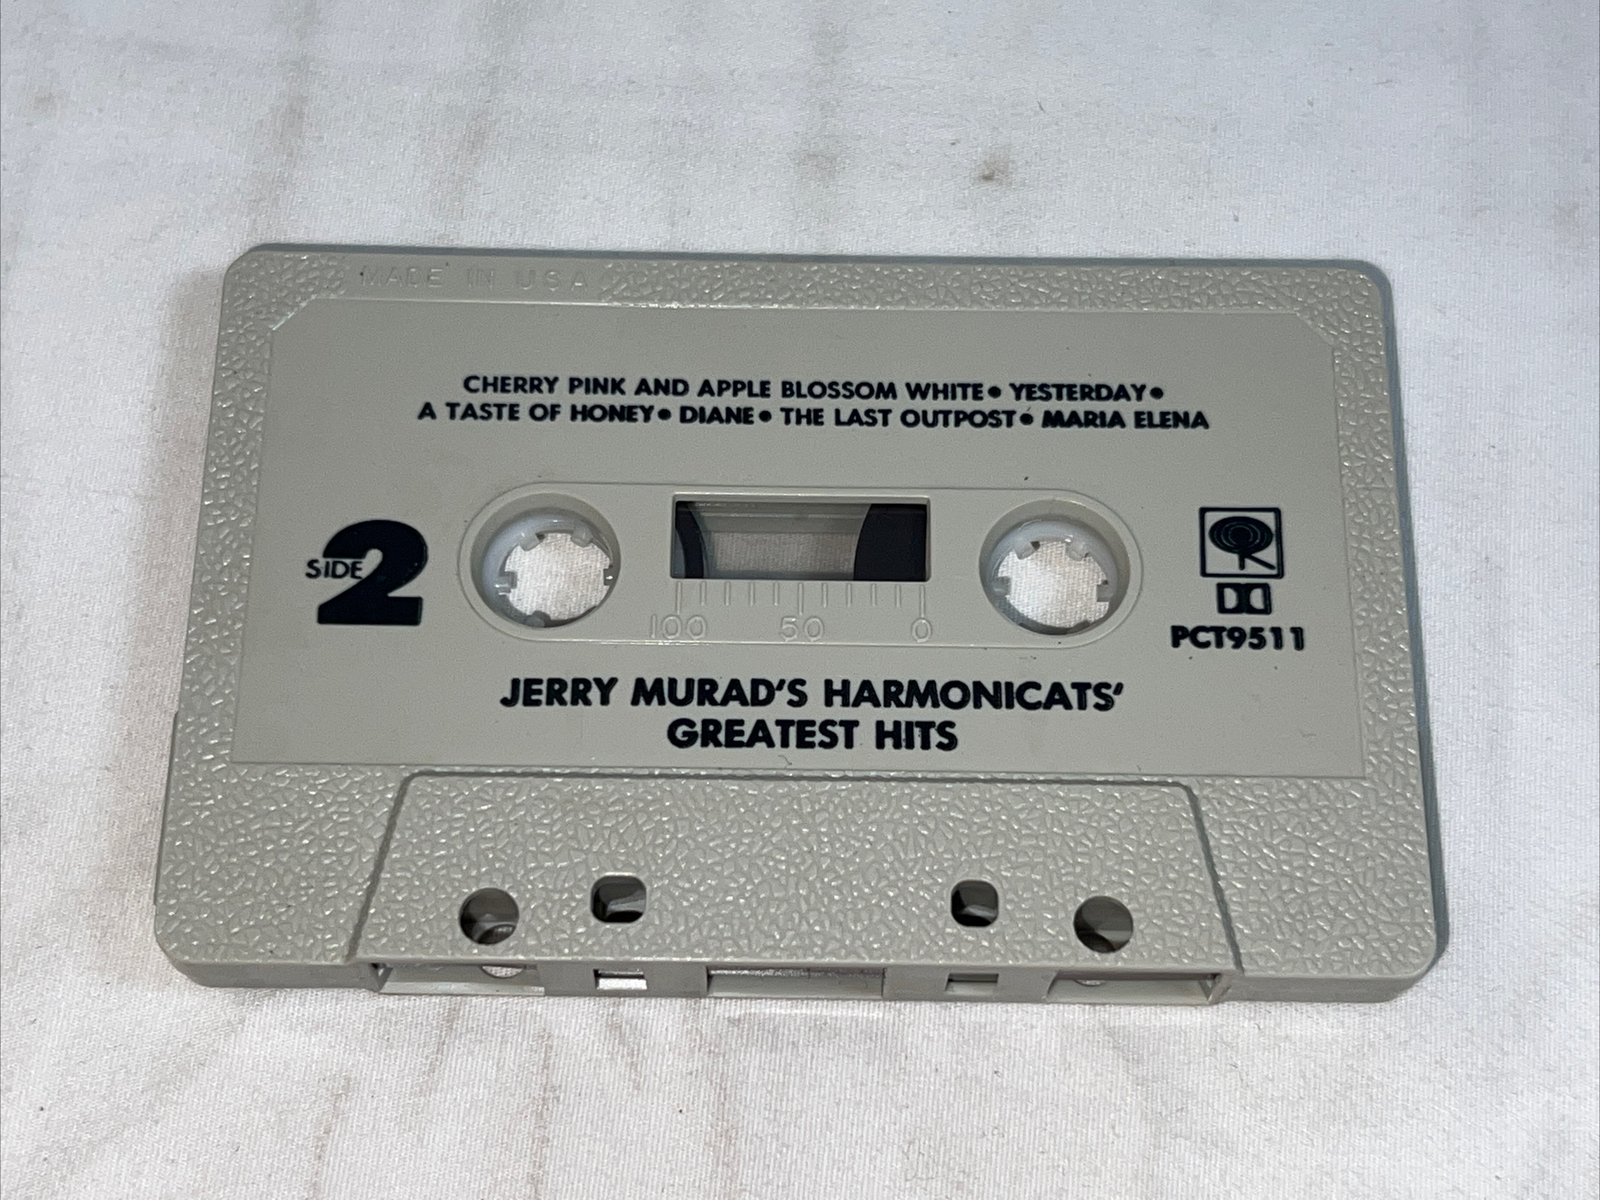 MADE IN U S A
CHERRY PINK AND APPLE BLOSSOM WHITE • YESTERDAY •
A TASTE OF HONEY • DIANE • THE LAST OUTPOST • MARIA ELENA
SIDE 2
100 50 0
PCT9511
JERRY MURAD'S HARMONICATS'
GREATEST HITS